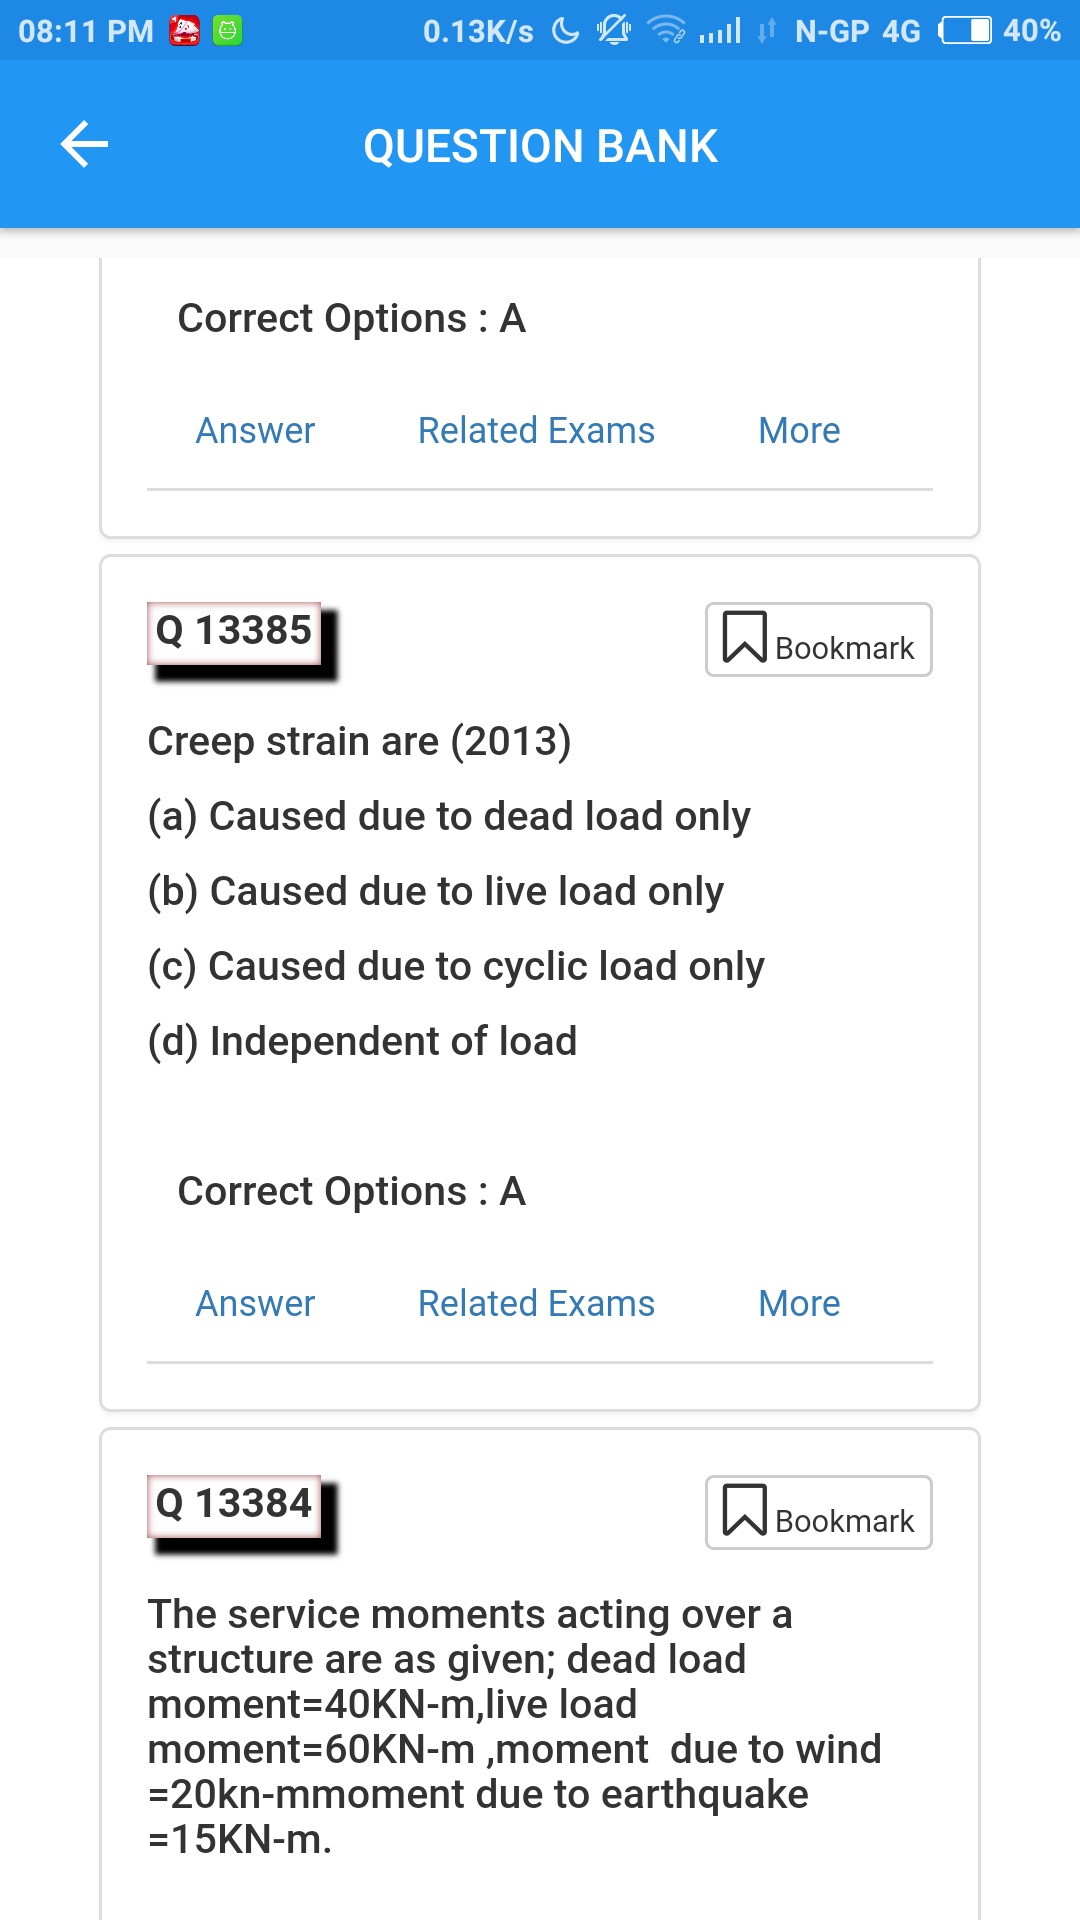 08:11 PM 0.13K/s N-GP 4G 40%
QUESTION BANK
Correct Options : A
Answer Related Exams More
Q 13385 Bookmark
Creep strain are (2013)
(a) Caused due to dead load only
(b) Caused due to live load only
(c) Caused due to cyclic load only
(d) Independent of load
Correct Options : A
Answer Related Exams More
Q 13384 Bookmark
The service moments acting over a
structure are as given; dead load
moment=40KN-m,live load
moment=60KN-m ,moment  due to wind
=20kn-mmoment due to earthquake
=15KN-m.